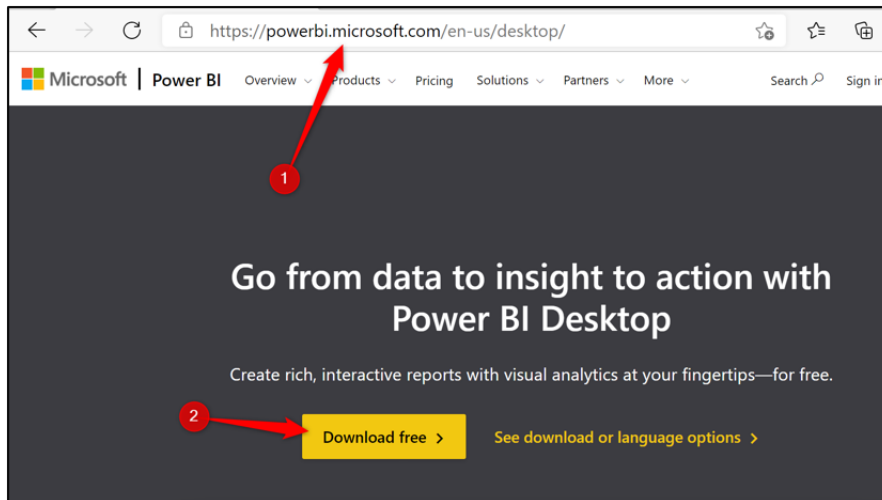 https://powerbi.microsoft.com/en-us/desktop/
Microsoft | Power BI Overview Products Pricing Solutions Partners More Search Sign in
1
Go from data to insight to action with
Power BI Desktop
Create rich, interactive reports with visual analytics at your fingertips—for free.
2
Download free > See download or language options >